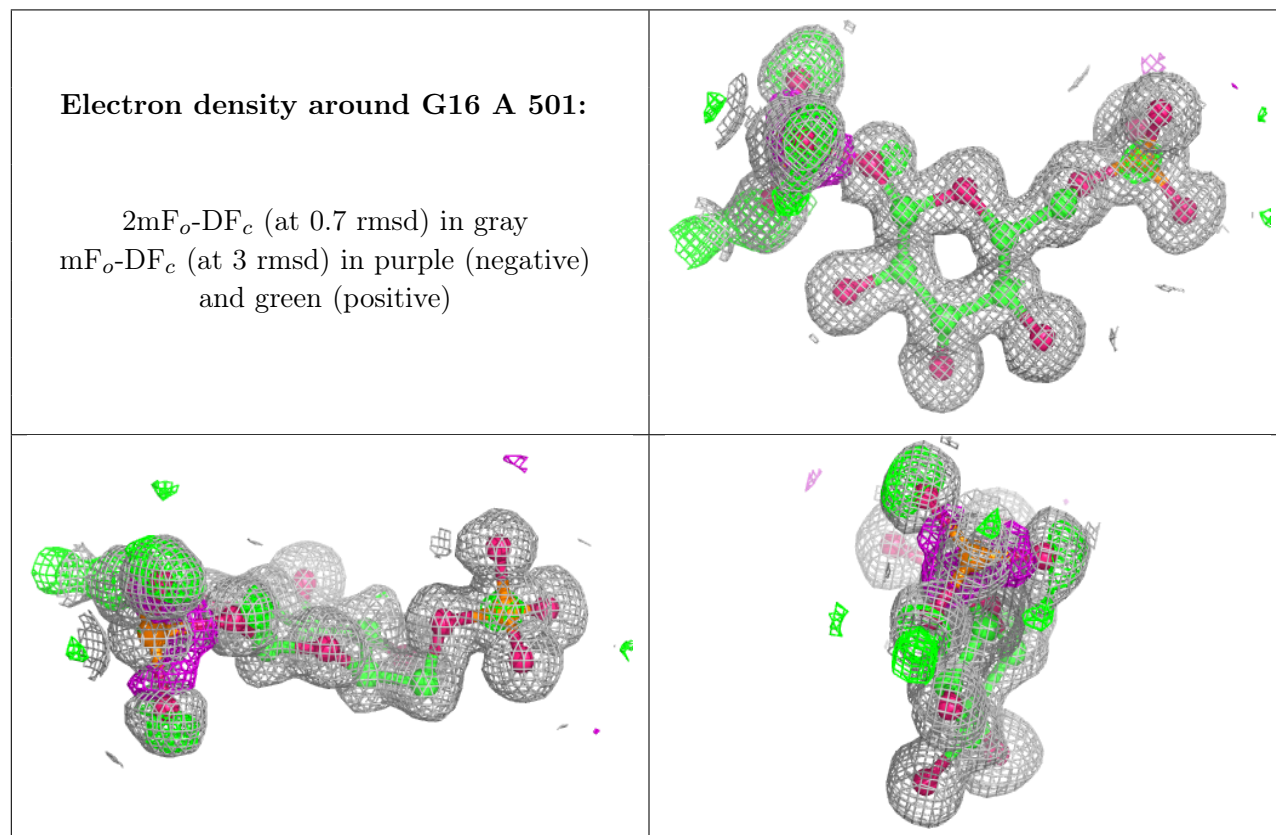 Electron density around G16 A 501:
2mFo-DFc (at 0.7 rmsd) in gray
mFo-DFc (at 3 rmsd) in purple (negative)
and green (positive)